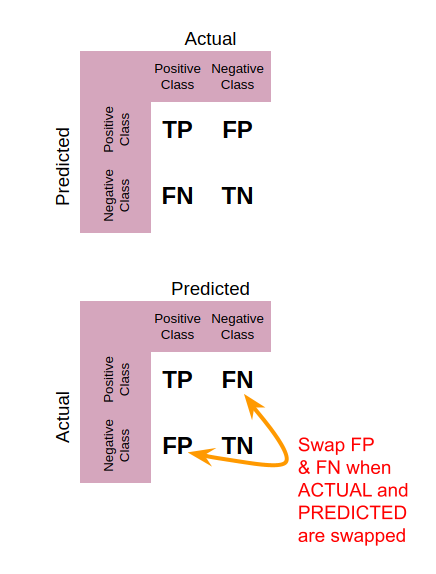 Actual
Positive Negative
Class Class
Predicted
Positive
Class
TP FP
Negative
Class
FN TN
Predicted
Positive Negative
Class Class
Actual
Positive
Class
TP FN
Negative
Class
FP TN
Swap FP
& FN when
ACTUAL and
PREDICTED
are swapped